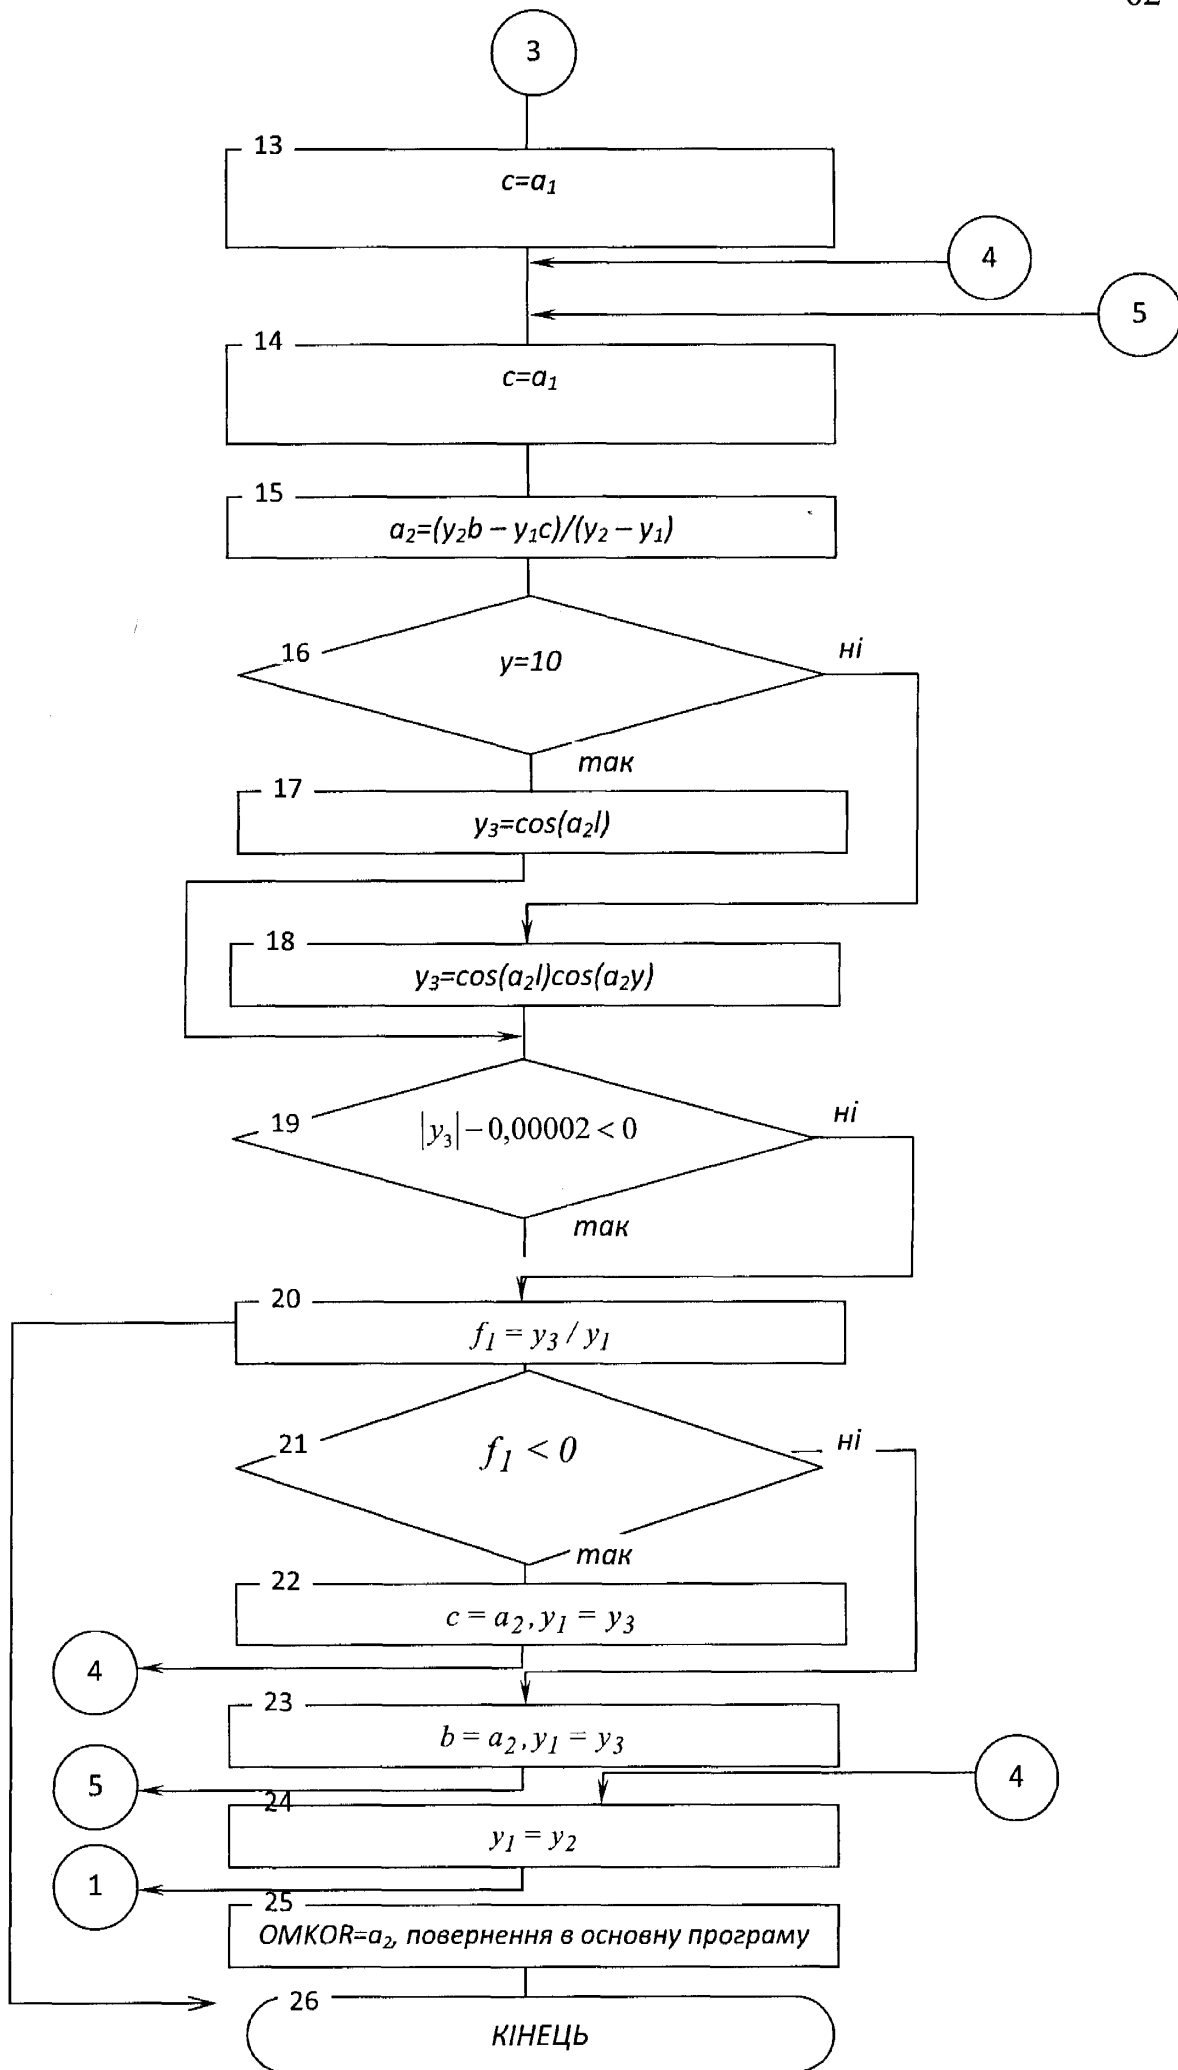 3
13
c=a₁
4
5
14
c=a₁
15
a₂=(y₂b – y₁c)/(y₂ – y₁)
16
y=10
ні
так
17
y₃=cos(a₂l)
18
y₃=cos(a₂l)cos(a₂y)
19
|y₃| − 0,00002 < 0
ні
так
20
f₁ = y₃ / y₁
21
f₁ < 0
ні
так
22
c = a₂, y₁ = y₃
4
23
b = a₂, y₁ = y₃
4
5
24
y₁ = y₂
1
25
OMKOR=a₂, повернення в основну програму
26
КІНЕЦЬ